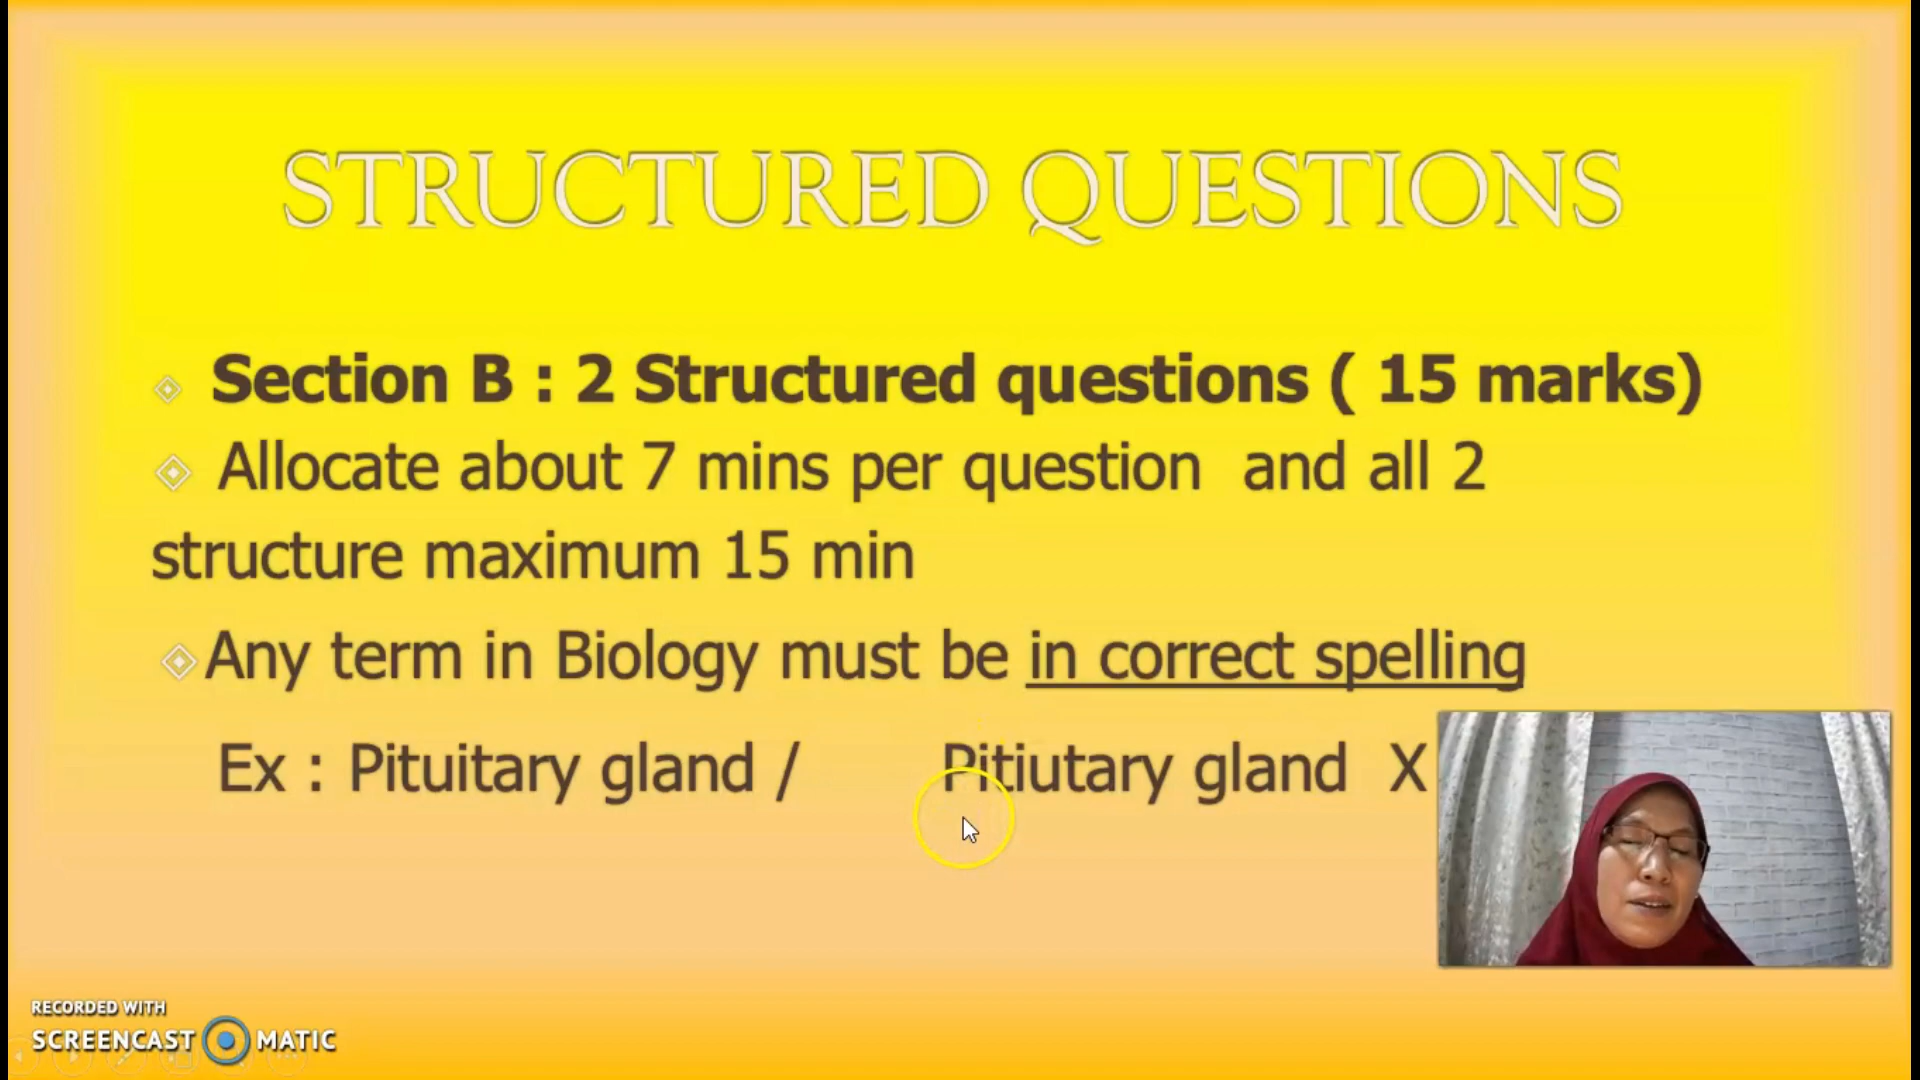 STRUCTURED QUESTIONS
Section B : 2 Structured questions ( 15 marks)
Allocate about 7 mins per question and all 2
structure maximum 15 min
Any term in Biology must be in correct spelling
Ex : Pituitary gland / Pitiutary gland X
RECORDED WITH
SCREENCAST MATIC